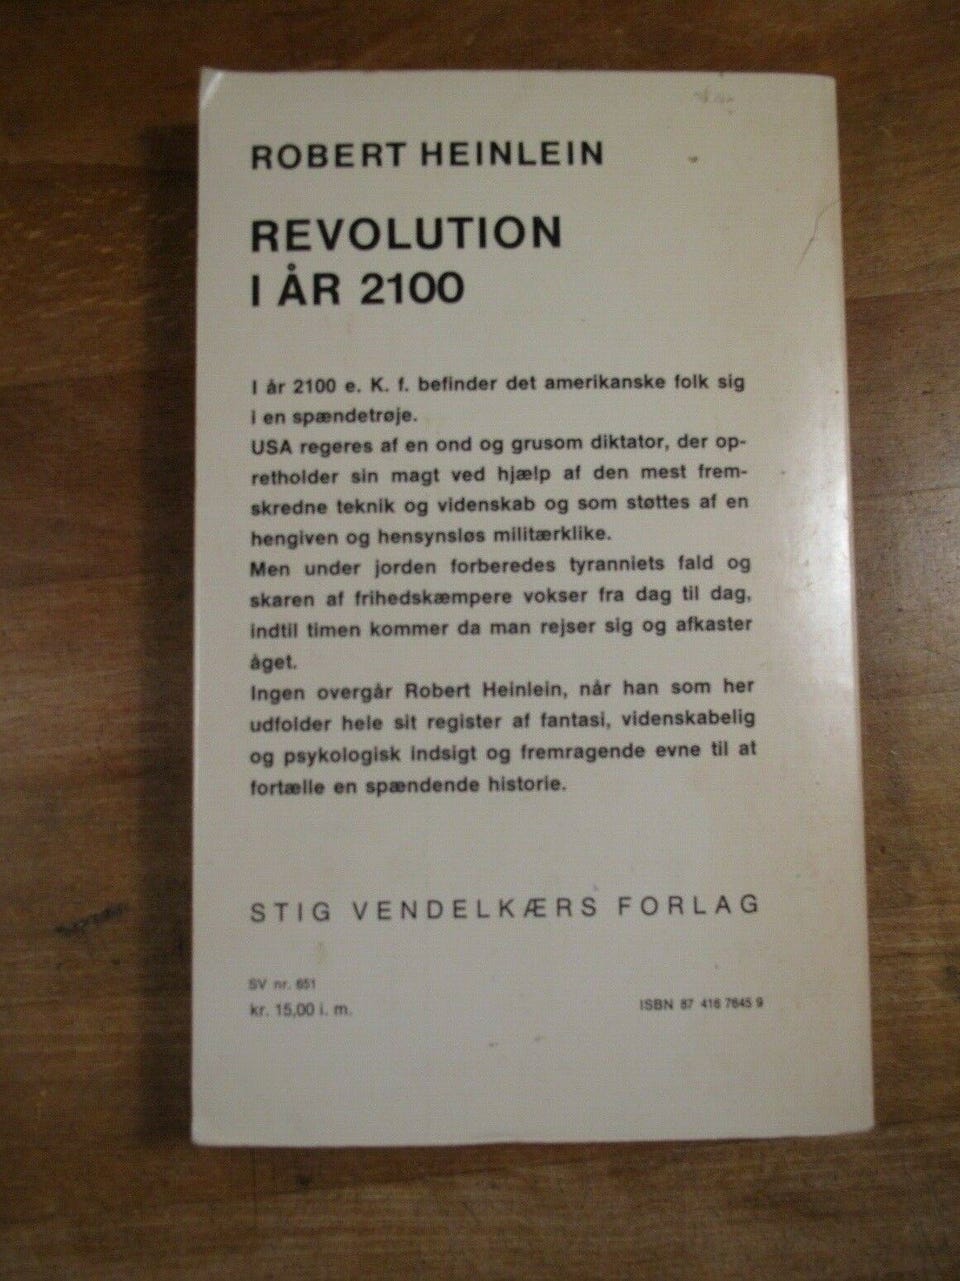 ROBERT HEINLEIN
REVOLUTION
I ÅR 2100
I år 2100 e. K. f. befinder det amerikanske folk sig
i en spændetrøje.
USA regeres af en ond og grusom diktator, der op-
retholder sin magt ved hjælp af den mest frem-
skredne teknik og videnskab og som støttes af en
hengiven og hensynsløs militærklike.
Men under jorden forberedes tyranniets fald og
skaren af frihedskæmpere vokser fra dag til dag,
indtil timen kommer da man rejser sig og afkaster
åget.
Ingen overgår Robert Heinlein, når han som her
udfolder hele sit register af fantasi, videnskabelig
og psykologisk indsigt og fremragende evne til at
fortælle en spændende historie.
STIG VENDELKÆRS FORLAG
SV nr. 651
kr. 15,00 i. m.
ISBN 87 416 7645 9